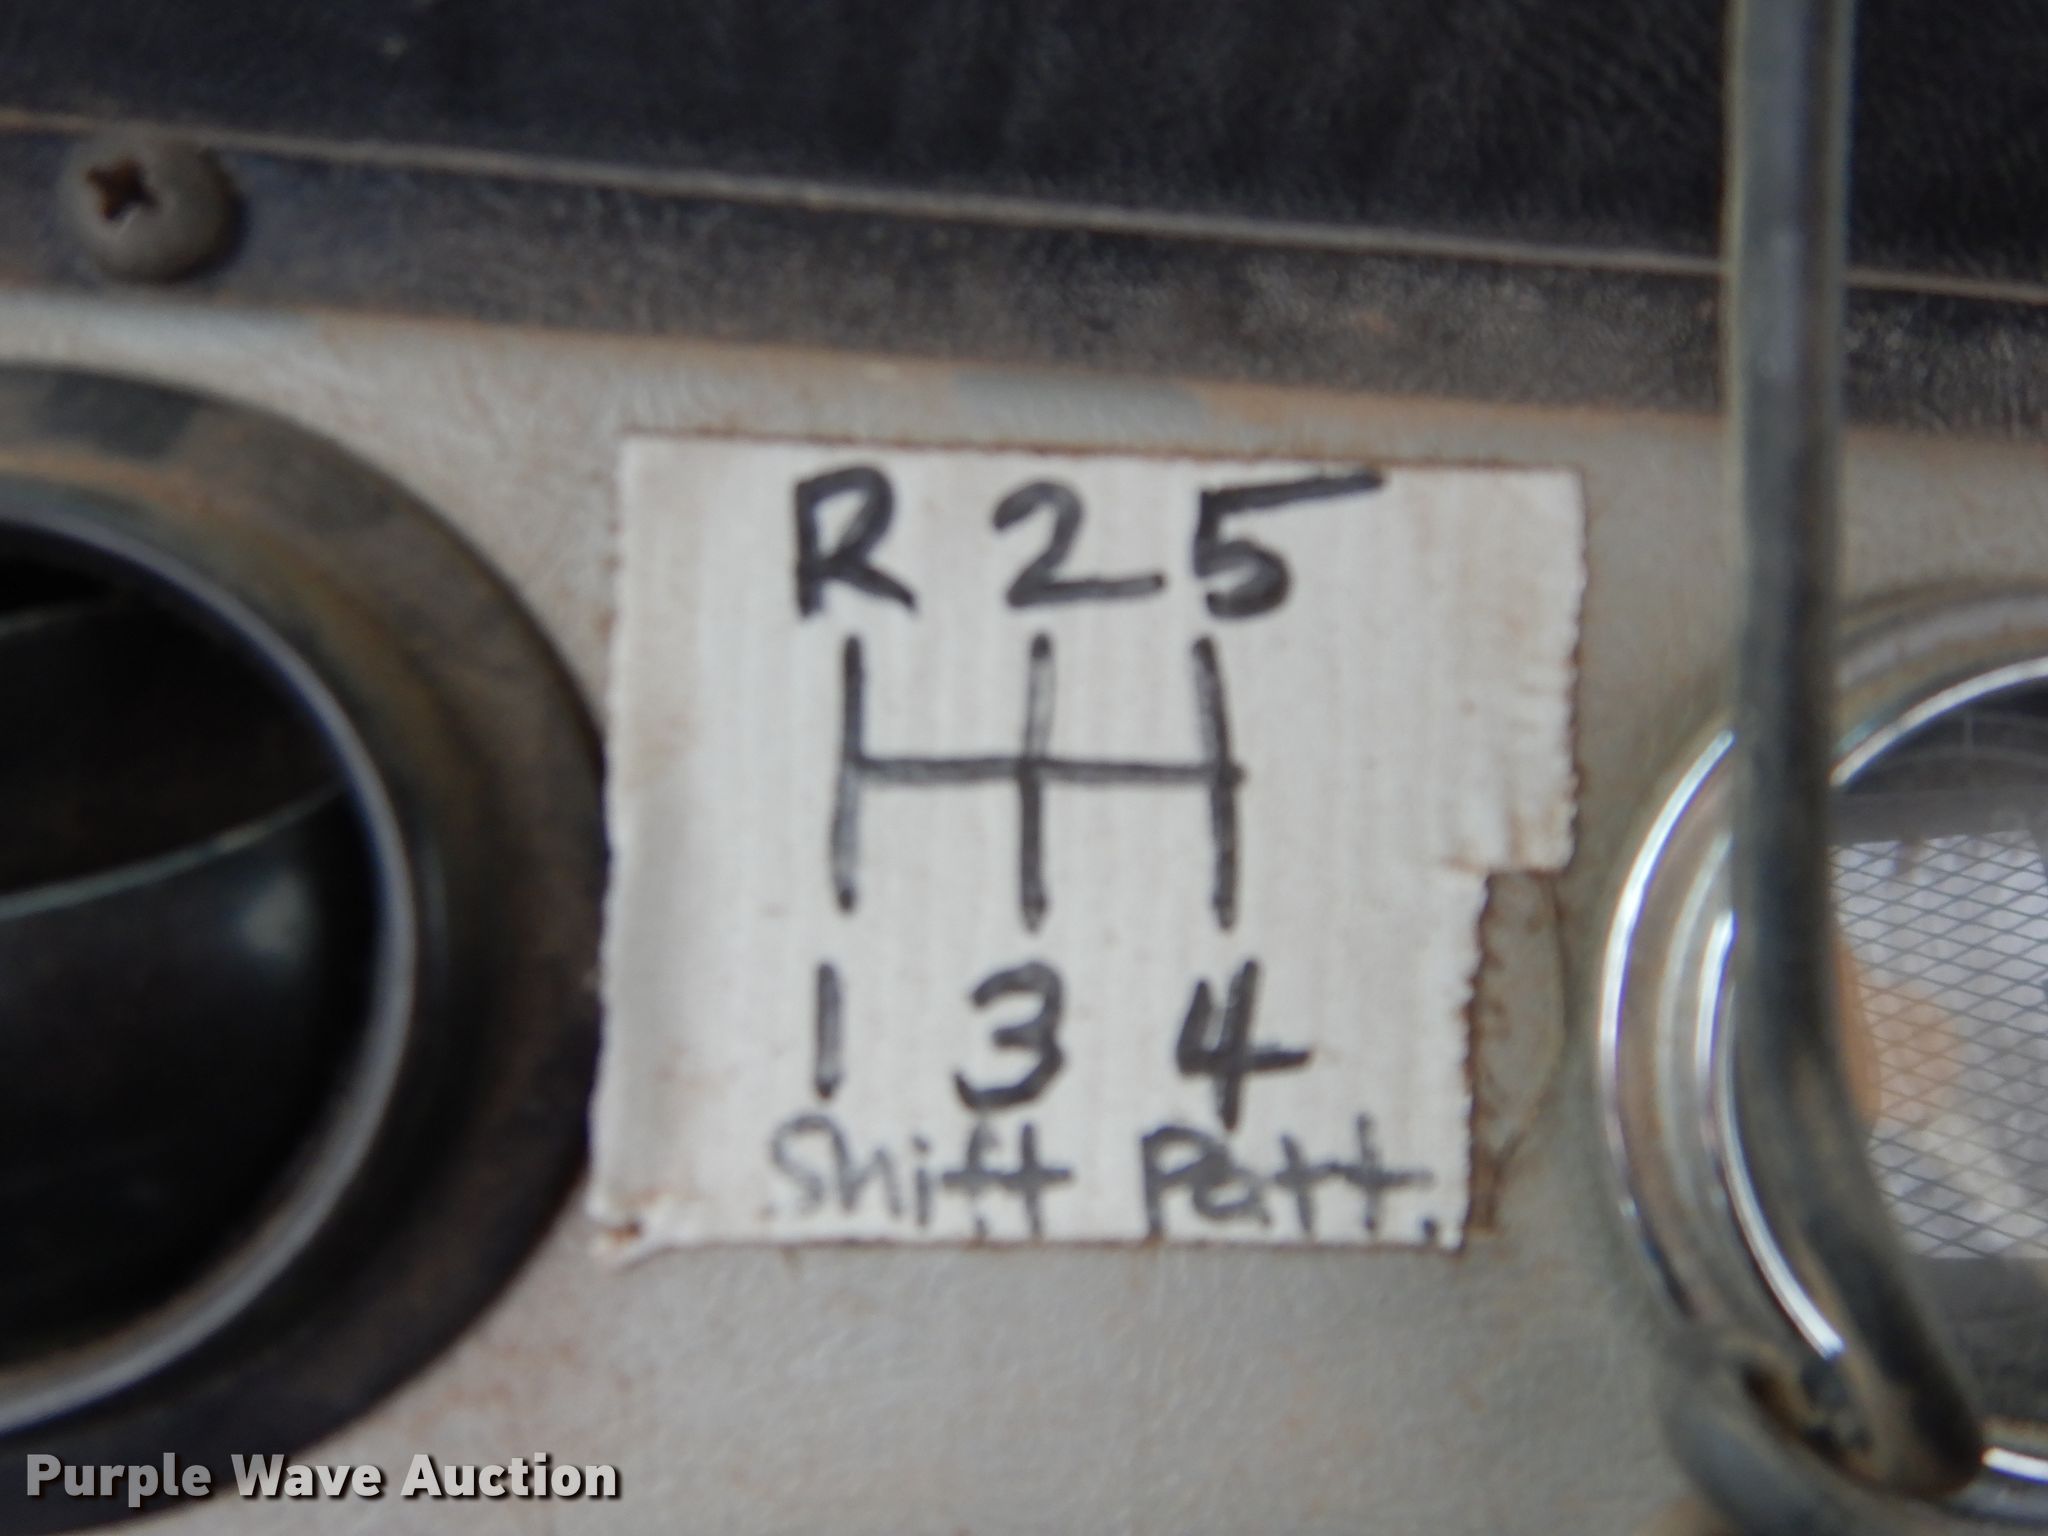 R 2 5
1 3 4
Shift Patt.
Purple Wave Auction